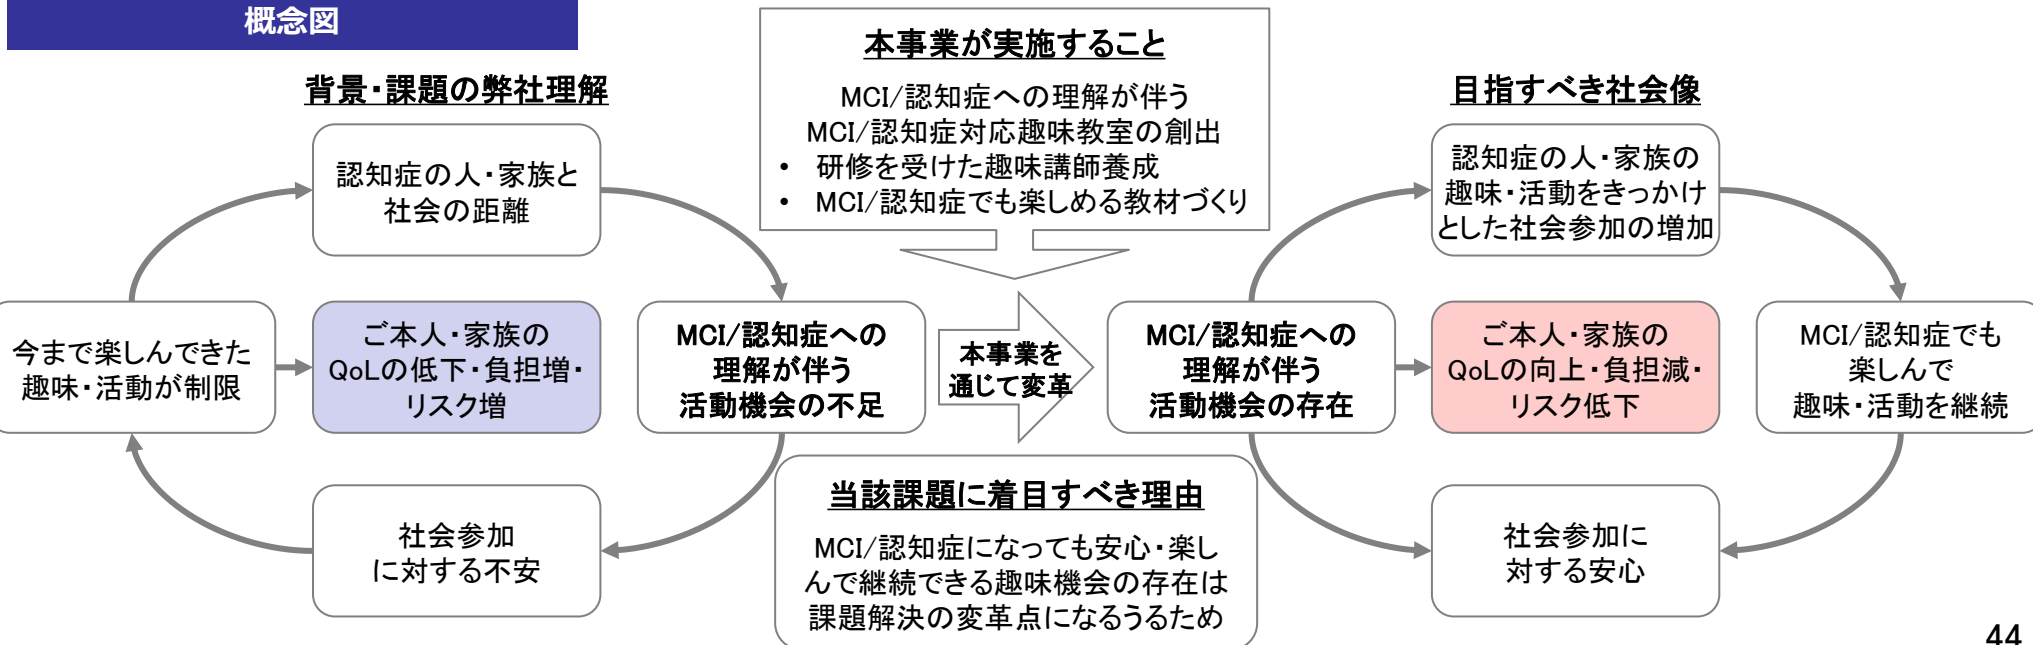 概念図
背景・課題の弊社理解
認知症の人・家族と
社会の距離
今まで楽しんできた
趣味・活動が制限
ご本人・家族の
QoLの低下・負担増・
リスク増
MCI/認知症への
理解が伴う
活動機会の不足
社会参加
に対する不安
本事業が実施すること
MCI/認知症への理解が伴う
MCI/認知症対応趣味教室の創出
• 研修を受けた趣味講師養成
• MCI/認知症でも楽しめる教材づくり
本事業を
通じて変革
当該課題に着目すべき理由
MCI/認知症になっても安心・楽し
んで継続できる趣味機会の存在は
課題解決の変革点になるうるため
目指すべき社会像
認知症の人・家族の
趣味・活動をきっかけ
とした社会参加の増加
MCI/認知症への
理解が伴う
活動機会の存在
ご本人・家族の
QoLの向上・負担減・
リスク低下
MCI/認知症でも
楽しんで
趣味・活動を継続
社会参加に
対する安心
44